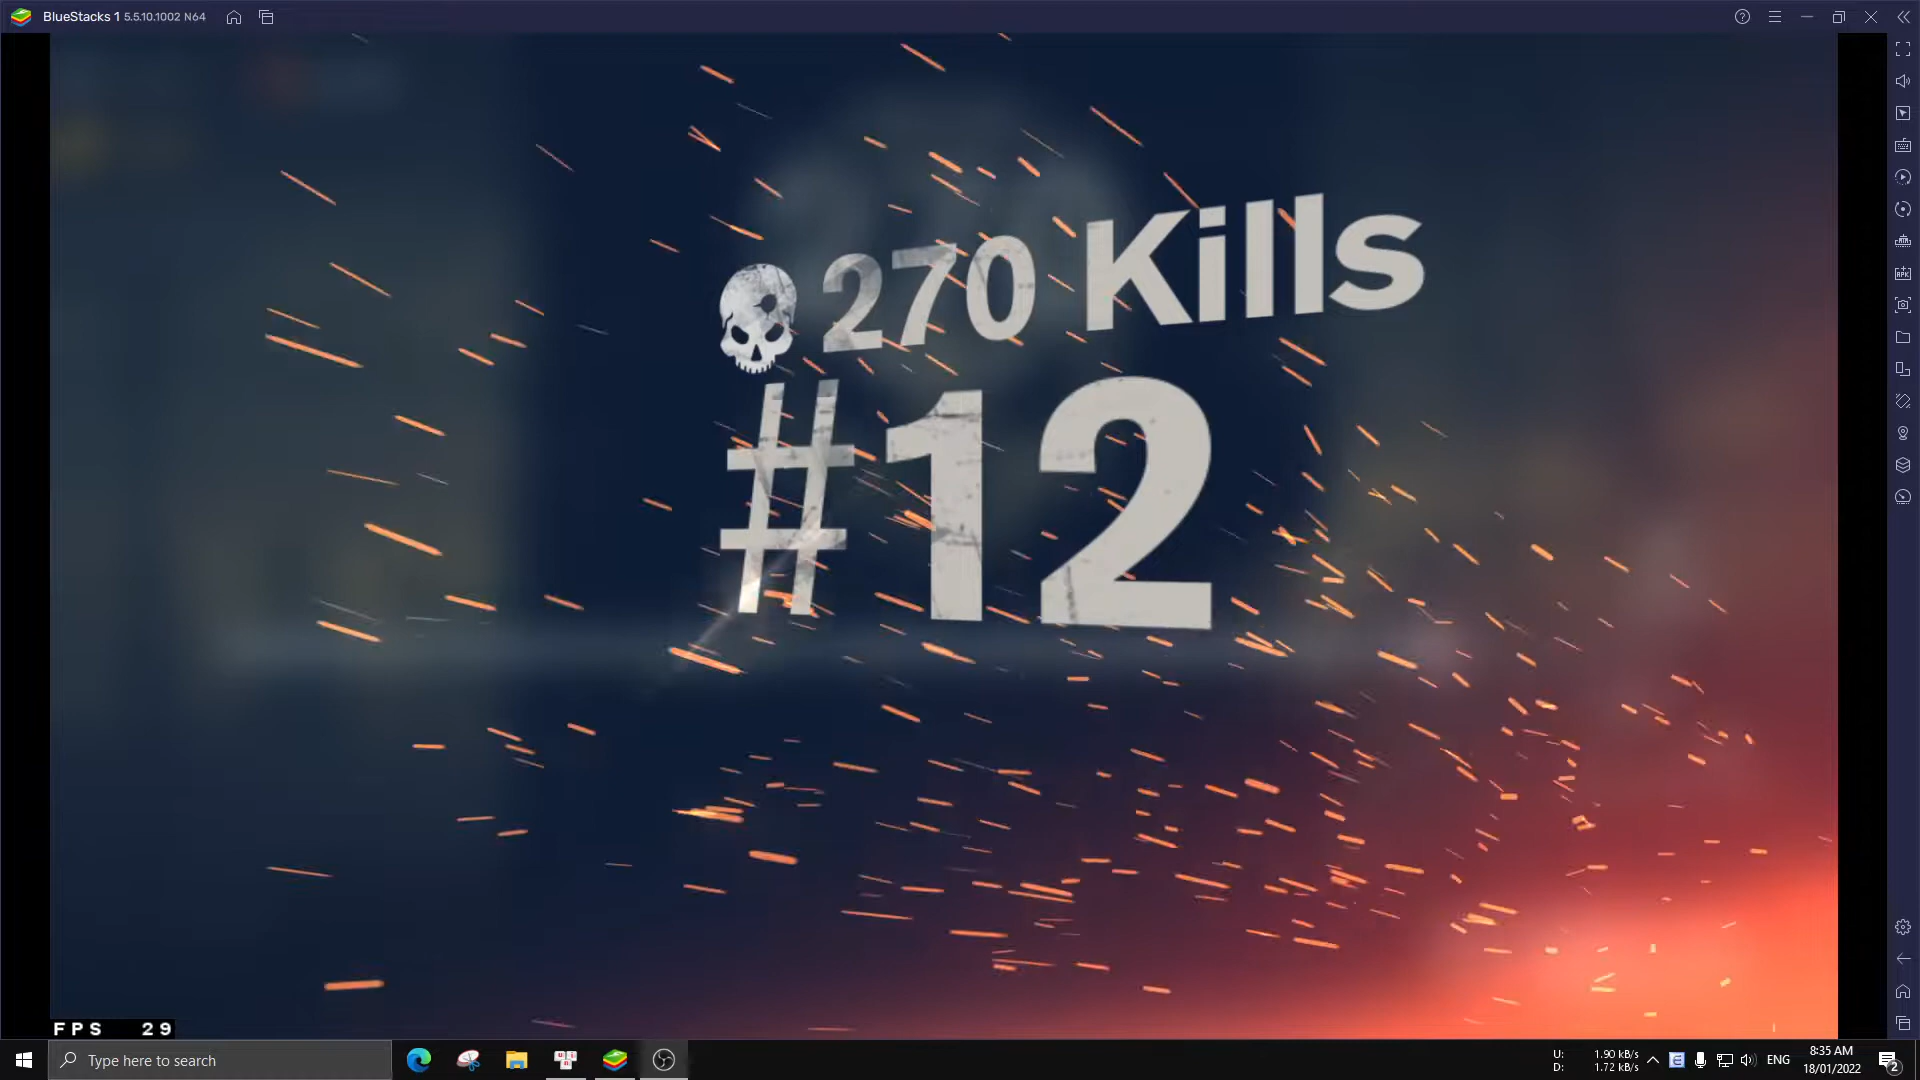 BlueStacks 1 5.5.10.1002 N64
270 Kills
#12
FPS 29
Type here to search
U: 1.90 kB/s
D: 1.72 kB/s
ENG
8:35 AM
18/01/2022
2